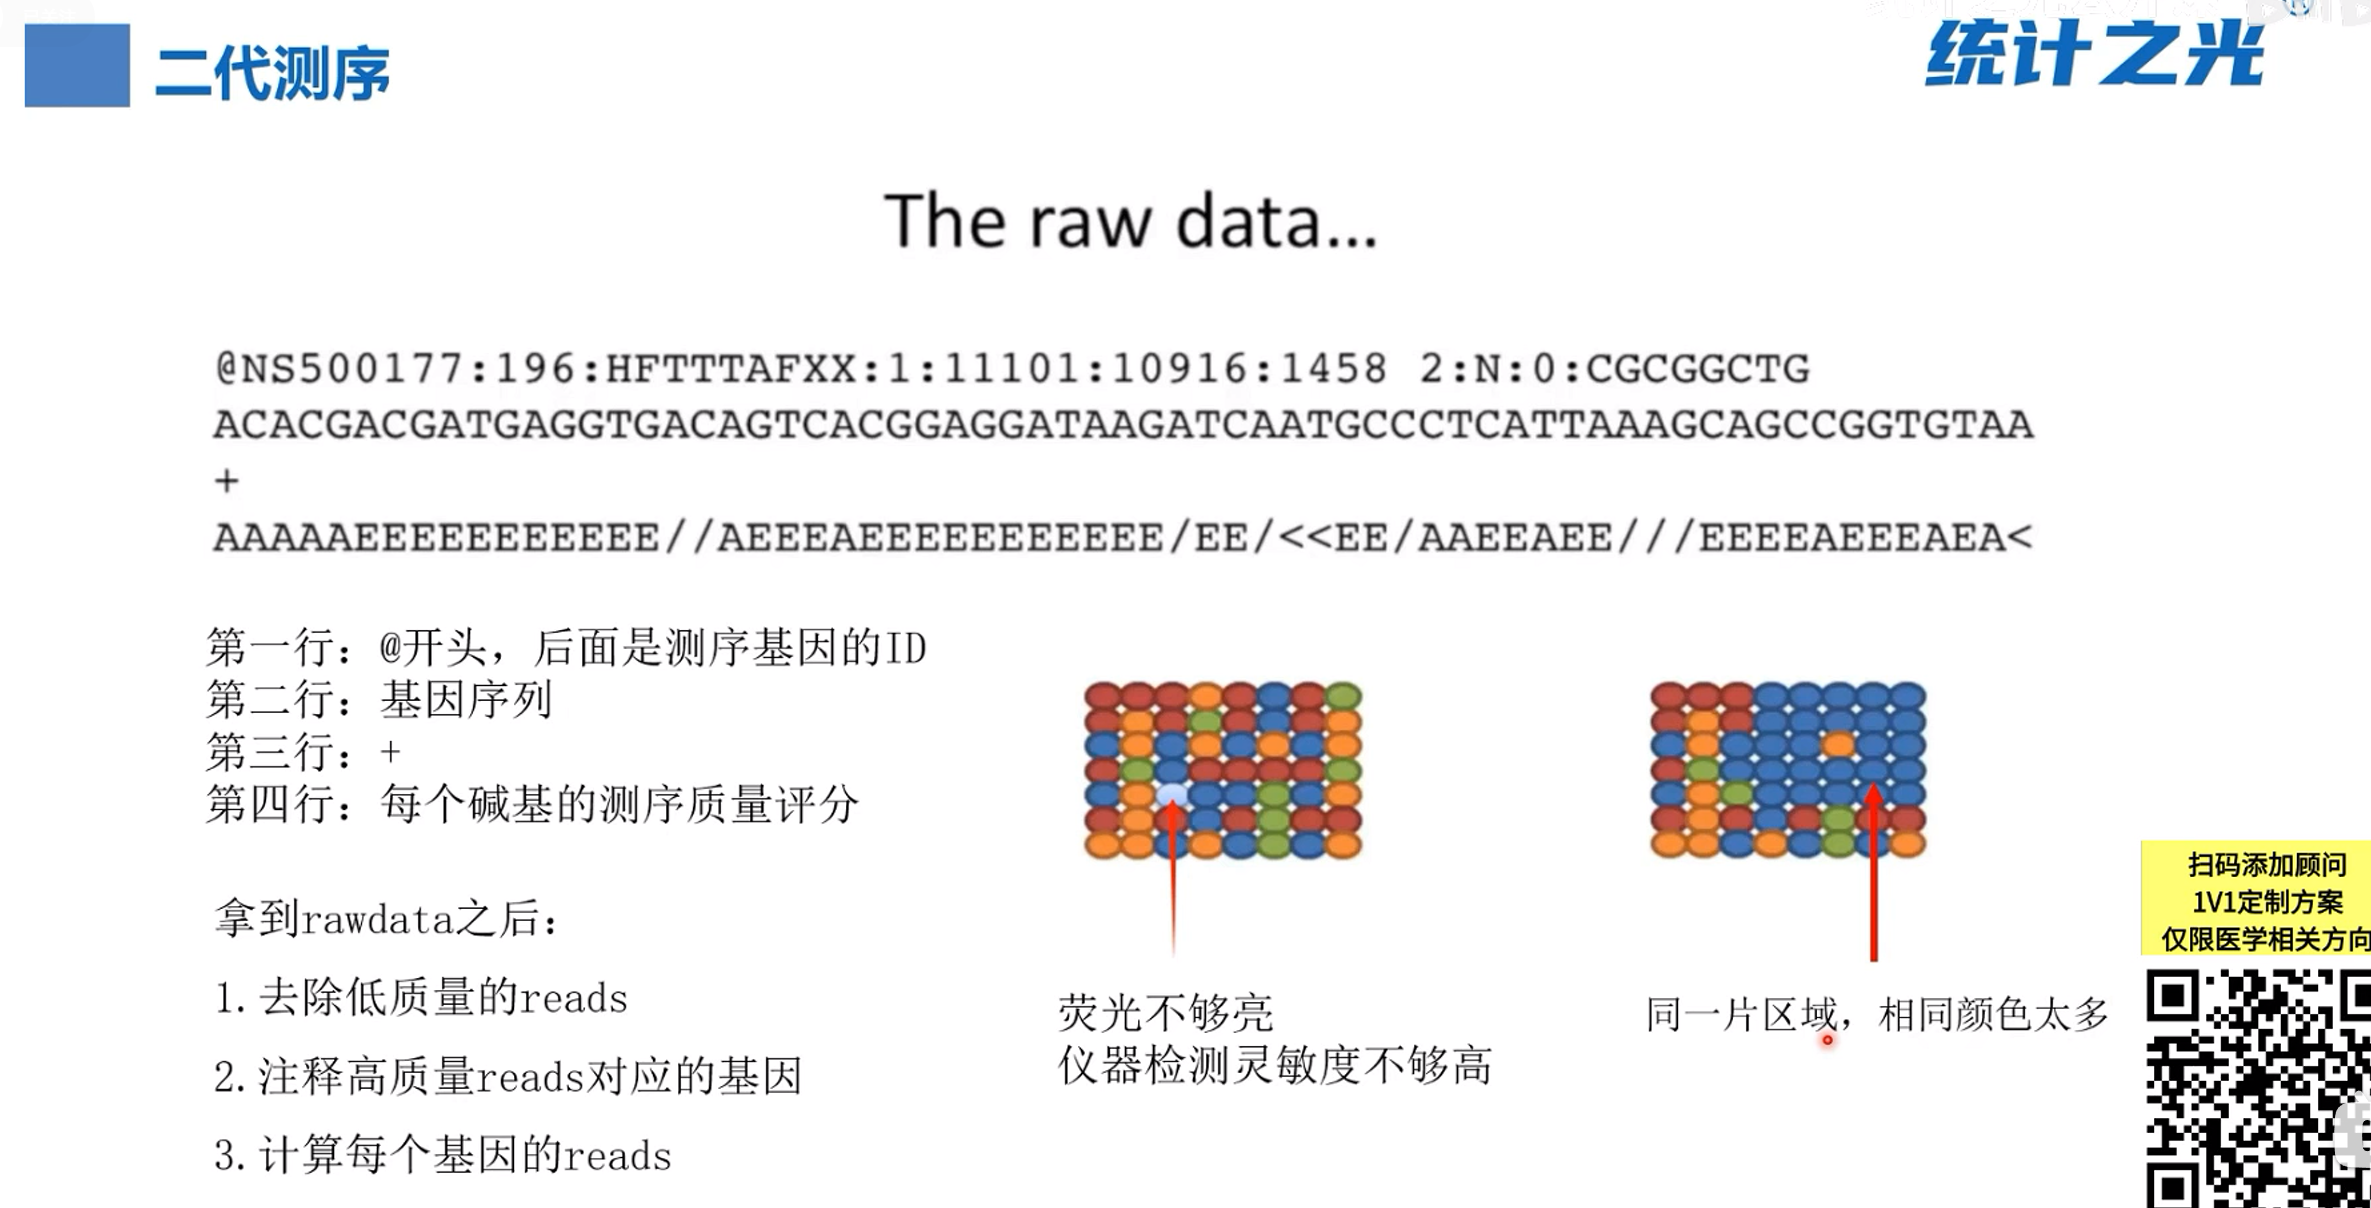 二代测序
统计之光
The raw data...
@NS500177:196:HFTTTAFXX:1:11101:10916:1458 2:N:0:CGCGGCTG
ACACGACGATGAGGTGACAGTCACGGAGGATAAGATCAATGCCCTCATTAAAGCAGCCGGTGTAA
+
AAAAAEEEEEEEEEEE//AEEEAEEEEEEEEEEE/EE/<<EE/AAEEAEE///EEEEAEEEAEA<
第一行：@开头，后面是测序基因的ID
第二行：基因序列
第三行：+
第四行：每个碱基的测序质量评分
拿到rawdata之后：
1.去除低质量的reads
2.注释高质量reads对应的基因
3.计算每个基因的reads
荧光不够亮
仪器检测灵敏度不够高
同一片区域，相同颜色太多
扫码添加顾问
1V1定制方案
仅限医学相关方向